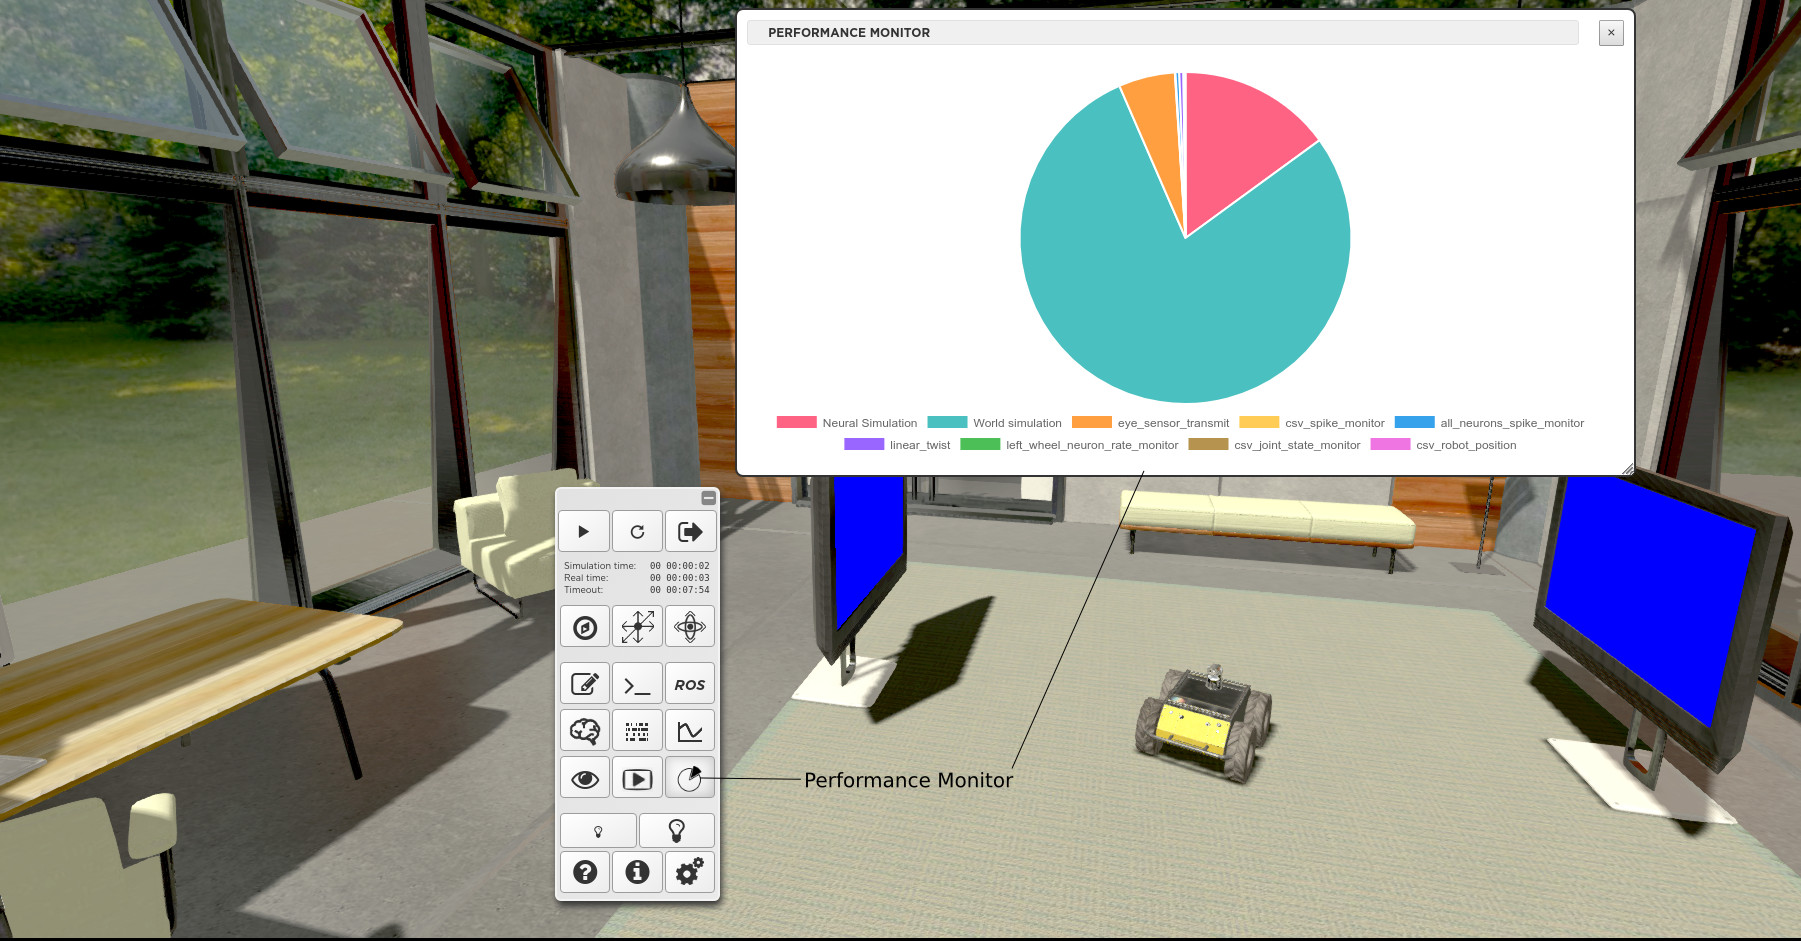 PERFORMANCE MONITOR
×
Neural Simulation World simulation eye_sensor_transmit csv_spike_monitor all_neurons_spike_monitor
linear_twist left_wheel_neuron_rate_monitor csv_joint_state_monitor csv_robot_position
Simulation time: 00 00:00:02
Real time: 00 00:00:03
Timeout: 00 00:07:54
ROS
Performance Monitor